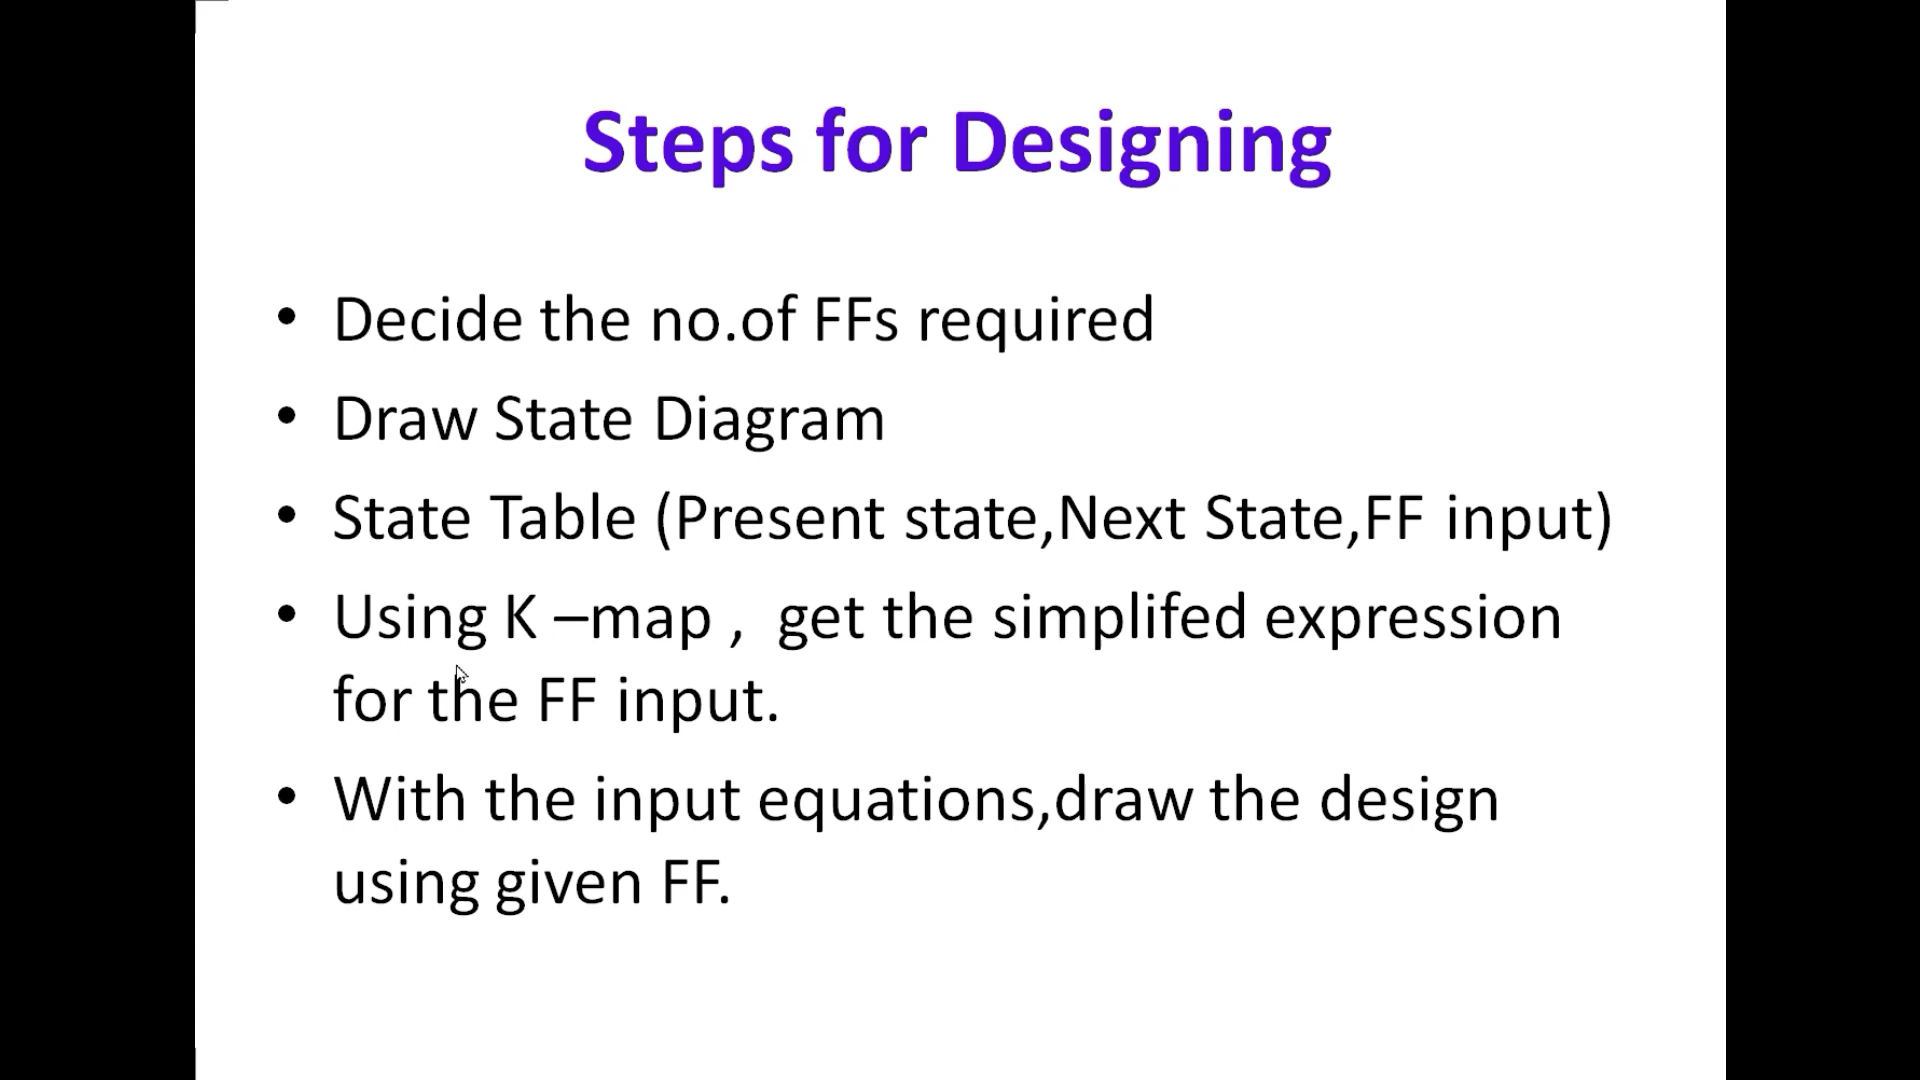 Steps for Designing
• Decide the no.of FFs required
• Draw State Diagram
• State Table (Present state,Next State,FF input)
• Using K –map ,  get the simplifed expression
for the FF input.
• With the input equations,draw the design
using given FF.